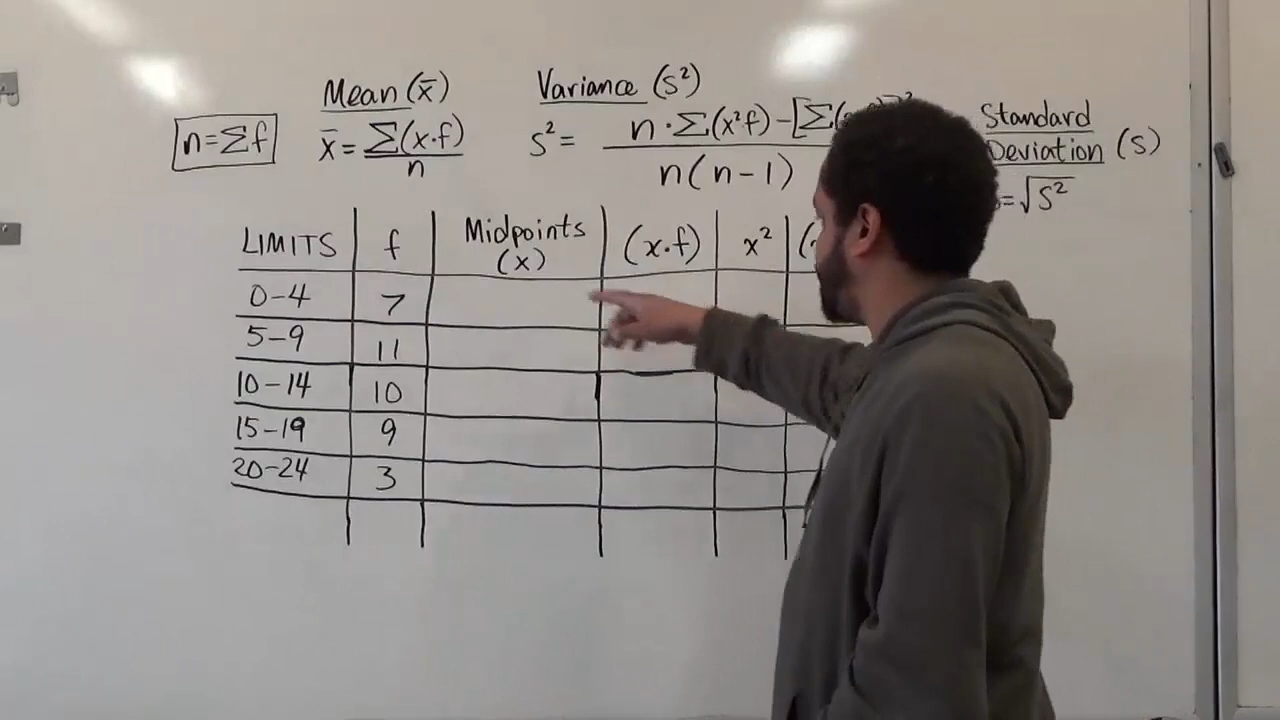 Mean (x̄)
Variance (s²)
n=Σf
x̄ = Σ(x·f) / n
s² = n·Σ(x²f) – [Σ( / n(n–1)
Standard
Deviation (s)
=√s²
LIMITS f Midpoints (x) (x·f) x²
0–4 7
5–9 11
10–14 10
15–19 9
20–24 3